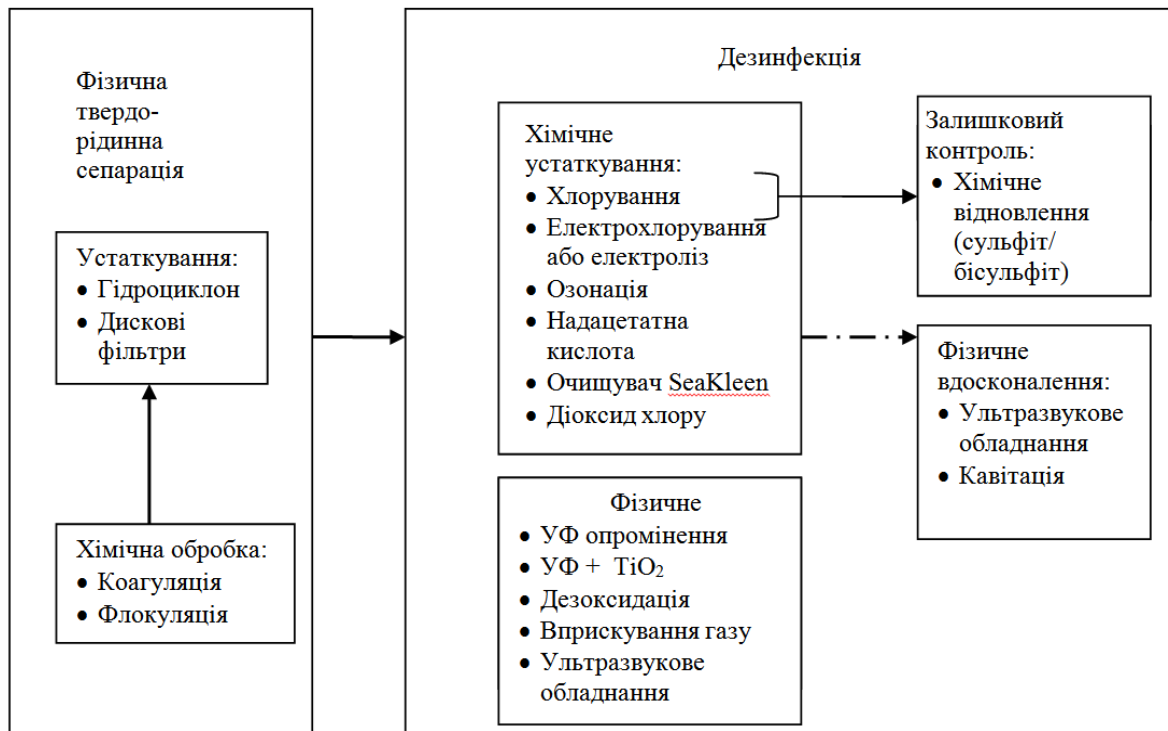 Фізична
твердо-
рідинна
сепарація
Устаткування:
• Гідроциклон
• Дискові
фільтри
Хімічна обробка:
• Коагуляція
• Флокуляція
Дезинфекція
Хімічне
устаткування:
• Хлорування
• Електрохлорування
або електроліз
• Озонація
• Надацетатна
кислота
• Очищувач SeaKleen
• Діоксид хлору
Залишковий
контроль:
• Хімічне
відновлення
(сульфіт/
бісульфіт)
Фізичне
вдосконалення:
• Ультразвукове
обладнання
• Кавітація
Фізичне
• УФ опромінення
• УФ + TiO₂
• Дезоксидація
• Вприскування газу
• Ультразвукове
обладнання